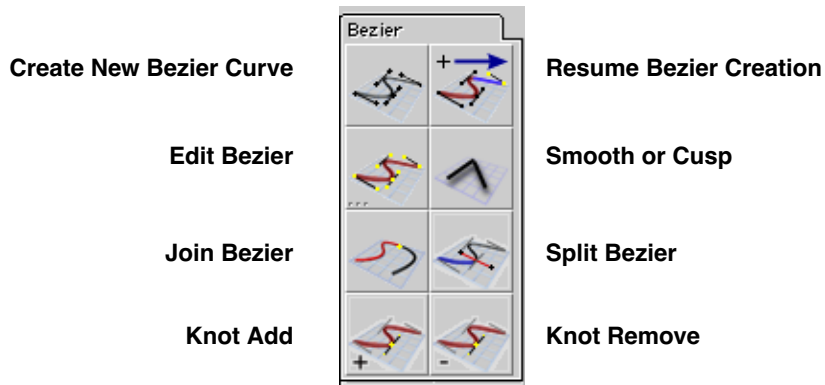 Bezier
Create New Bezier Curve
+
Resume Bezier Creation
Edit Bezier
...
Smooth or Cusp
Join Bezier
Split Bezier
Knot Add
+
-
Knot Remove